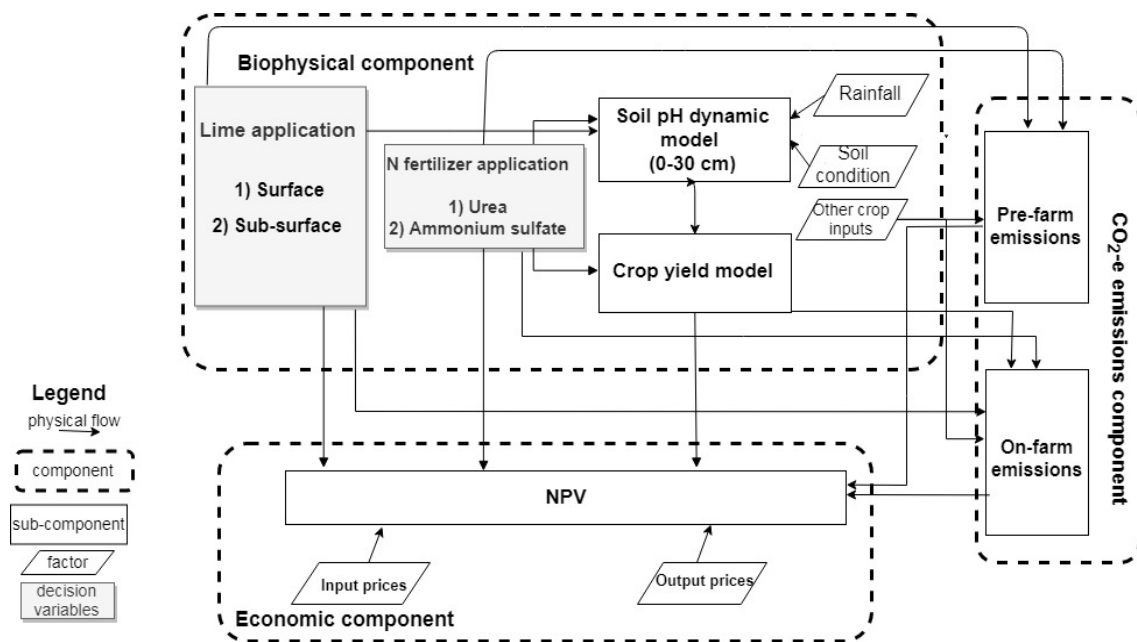 Biophysical component
Lime application
1) Surface
2) Sub-surface
N fertilizer application
1) Urea
2) Ammonium sulfate
Soil pH dynamic
model
(0-30 cm)
Rainfall
Soil
condition
Other crop
inputs
Crop yield model
Pre-farm
emissions
On-farm
emissions
CO₂-e emissions component
Legend
physical flow
component
sub-component
factor
decision
variables
NPV
Input prices
Output prices
Economic component